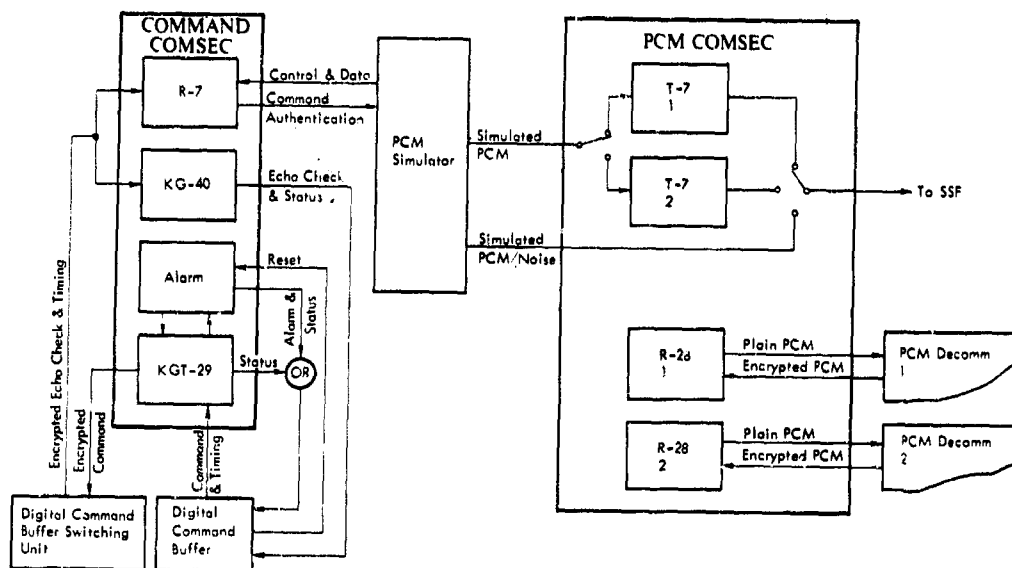 COMMAND
COMSEC
R-7
Control & Data
Command
Authentication
KG-40
Echo Check
& Status
Alarm
Reset
Alarm &
Status
KGT-29
Status
OR
Encrypted Echo Check & Timing
Encrypted
Command
Command
& Timing
Digital Command
Buffer Switching
Unit
Digital
Command
Buffer
PCM
Simulator
Simulated
PCM
Simulated
PCM/Noise
PCM COMSEC
T-7
1
T-7
2
To SSF
R-28
1
Plain PCM
Encrypted PCM
PCM Decomm
1
R-28
2
Plain PCM
Encrypted PCM
PCM Decomm
2